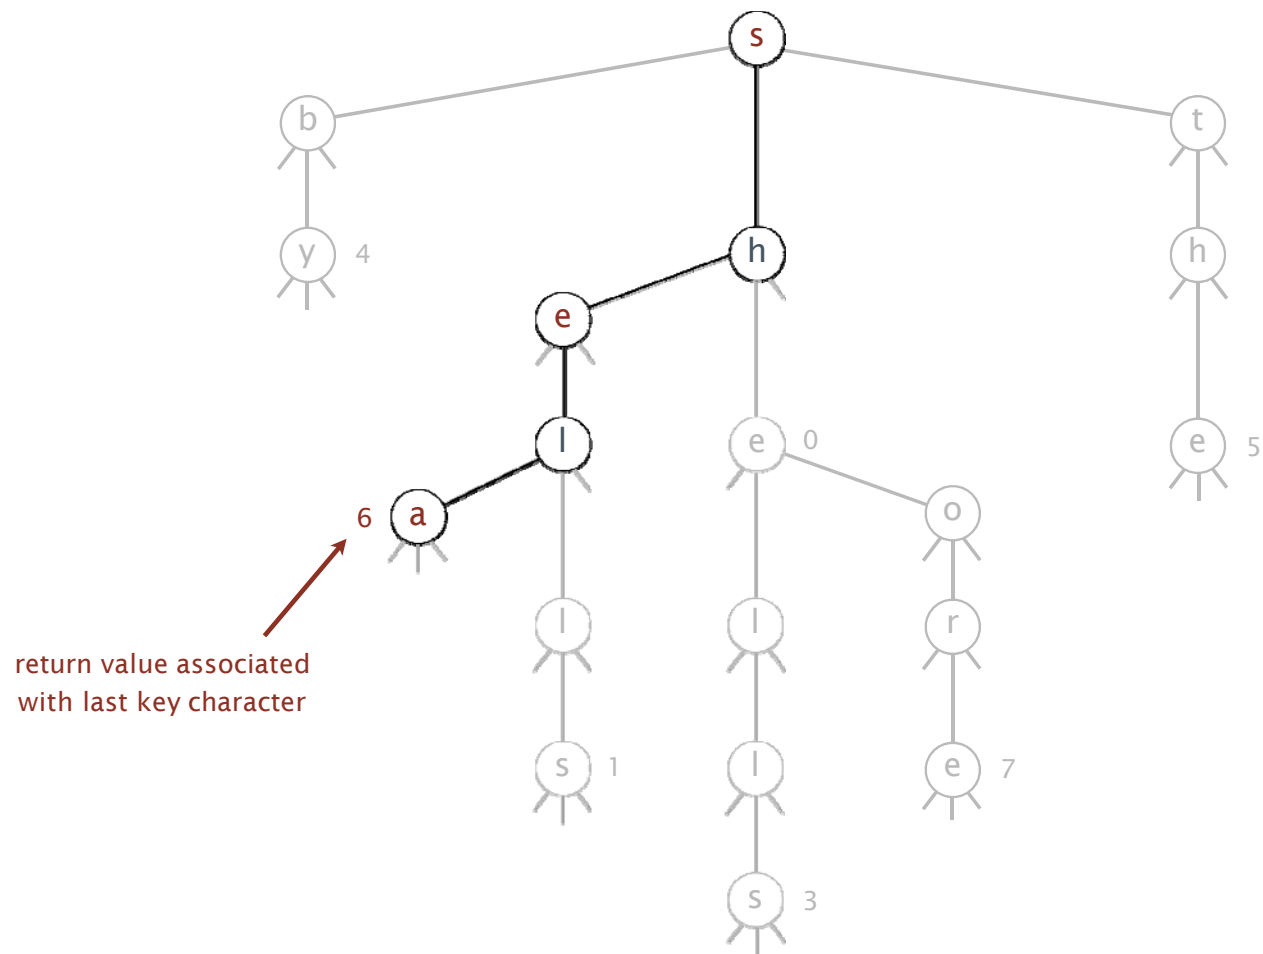 s
b
t
y 4
h
h
e
l
e 0
e 5
6 a
o
l
l
r
return value associated
with last key character
s 1
l
e 7
s 3